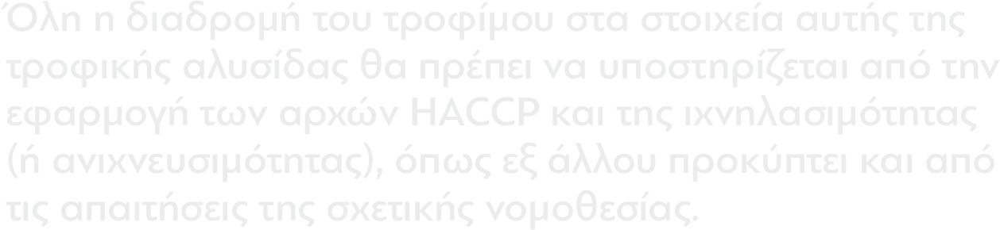 Όλη η διαδρομή του τροφίμου στα στοιχεία αυτής της
τροφικής αλυσίδας θα πρέπει να υποστηρίζεται από την
εφαρμογή των αρχών HACCP και της ιχνηλασιμότητας
(ή ανιχνευσιμότητας), όπως εξ άλλου προκύπτει και από
τις απαιτήσεις της σχετικής νομοθεσίας.